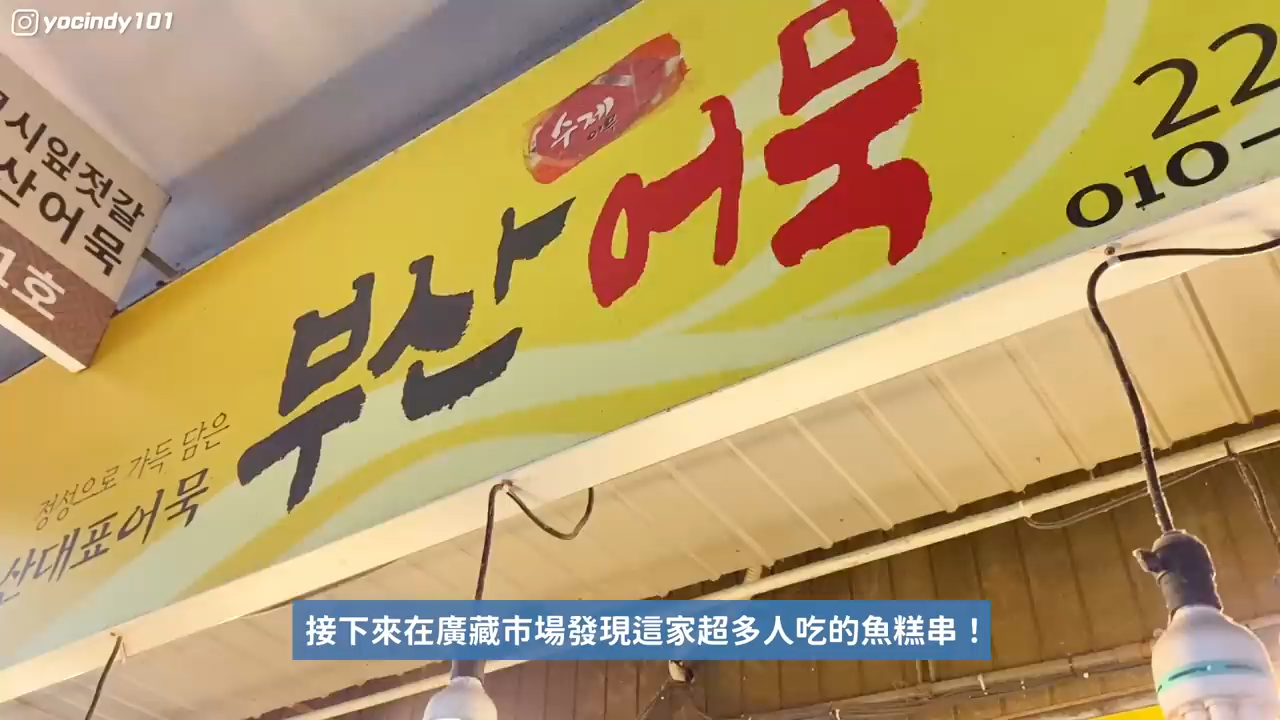 yocindy101
시잎젓갈
산어묵
호
수제
어묵
부산어묵
22
010-
정성으로 가득 담은
산대표어묵
接下來在廣藏市場發現這家超多人吃的魚糕串！